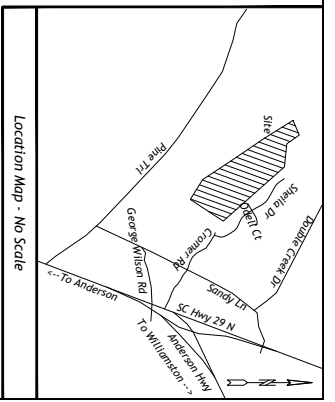 Site
Sheila Dr
Odell Ct
Double Creek Dr
Pine Trl
Cromer Rd
George Wilson Rd
Sandy Ln
SC Hwy 29 N
<-- To Anderson
Anderson Hwy
To Williamston -->
N
Location Map - No Scale